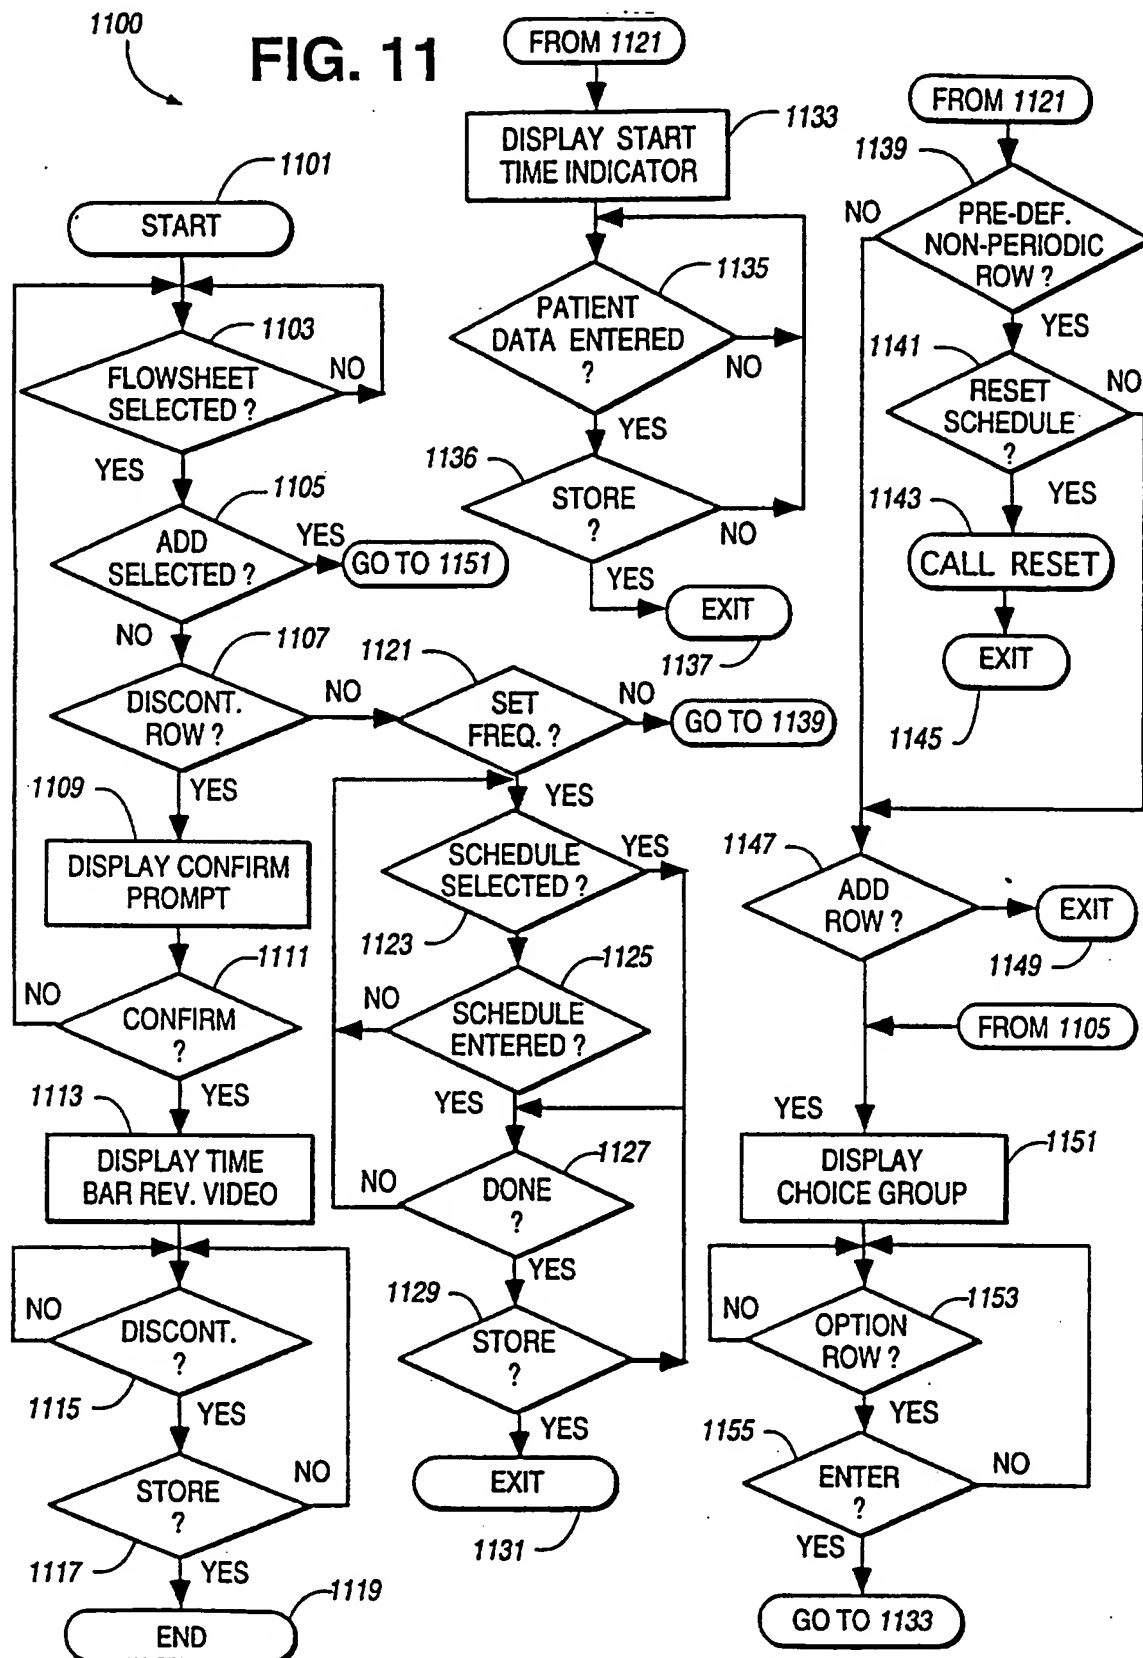 1100
FIG. 11
START
1101
FLOWSHEET
SELECTED ?
1103
NO
YES
ADD
SELECTED ?
1105
YES
GO TO 1151
NO
DISCONT.
ROW ?
1107
NO
YES
1109
DISPLAY CONFIRM
PROMPT
1111
CONFIRM
?
NO
YES
1113
DISPLAY TIME
BAR REV. VIDEO
DISCONT.
?
NO
1115
YES
STORE
?
NO
1117
YES
END
1119
1121
SET
FREQ. ?
NO
GO TO 1139
YES
SCHEDULE
SELECTED ?
YES
1123
1125
SCHEDULE
ENTERED ?
NO
YES
1127
DONE
?
NO
YES
1129
STORE
?
YES
EXIT
1131
FROM 1121
DISPLAY START
TIME INDICATOR
1133
PATIENT
DATA ENTERED
?
1135
NO
YES
1136
STORE
?
NO
YES
EXIT
1137
FROM 1121
1139
PRE-DEF.
NON-PERIODIC
ROW ?
NO
YES
1141
RESET
SCHEDULE
?
NO
YES
1143
CALL RESET
EXIT
1145
1147
ADD
ROW ?
EXIT
1149
FROM 1105
YES
DISPLAY
CHOICE GROUP
1151
OPTION
ROW ?
1153
NO
YES
1155
ENTER
?
NO
YES
GO TO 1133